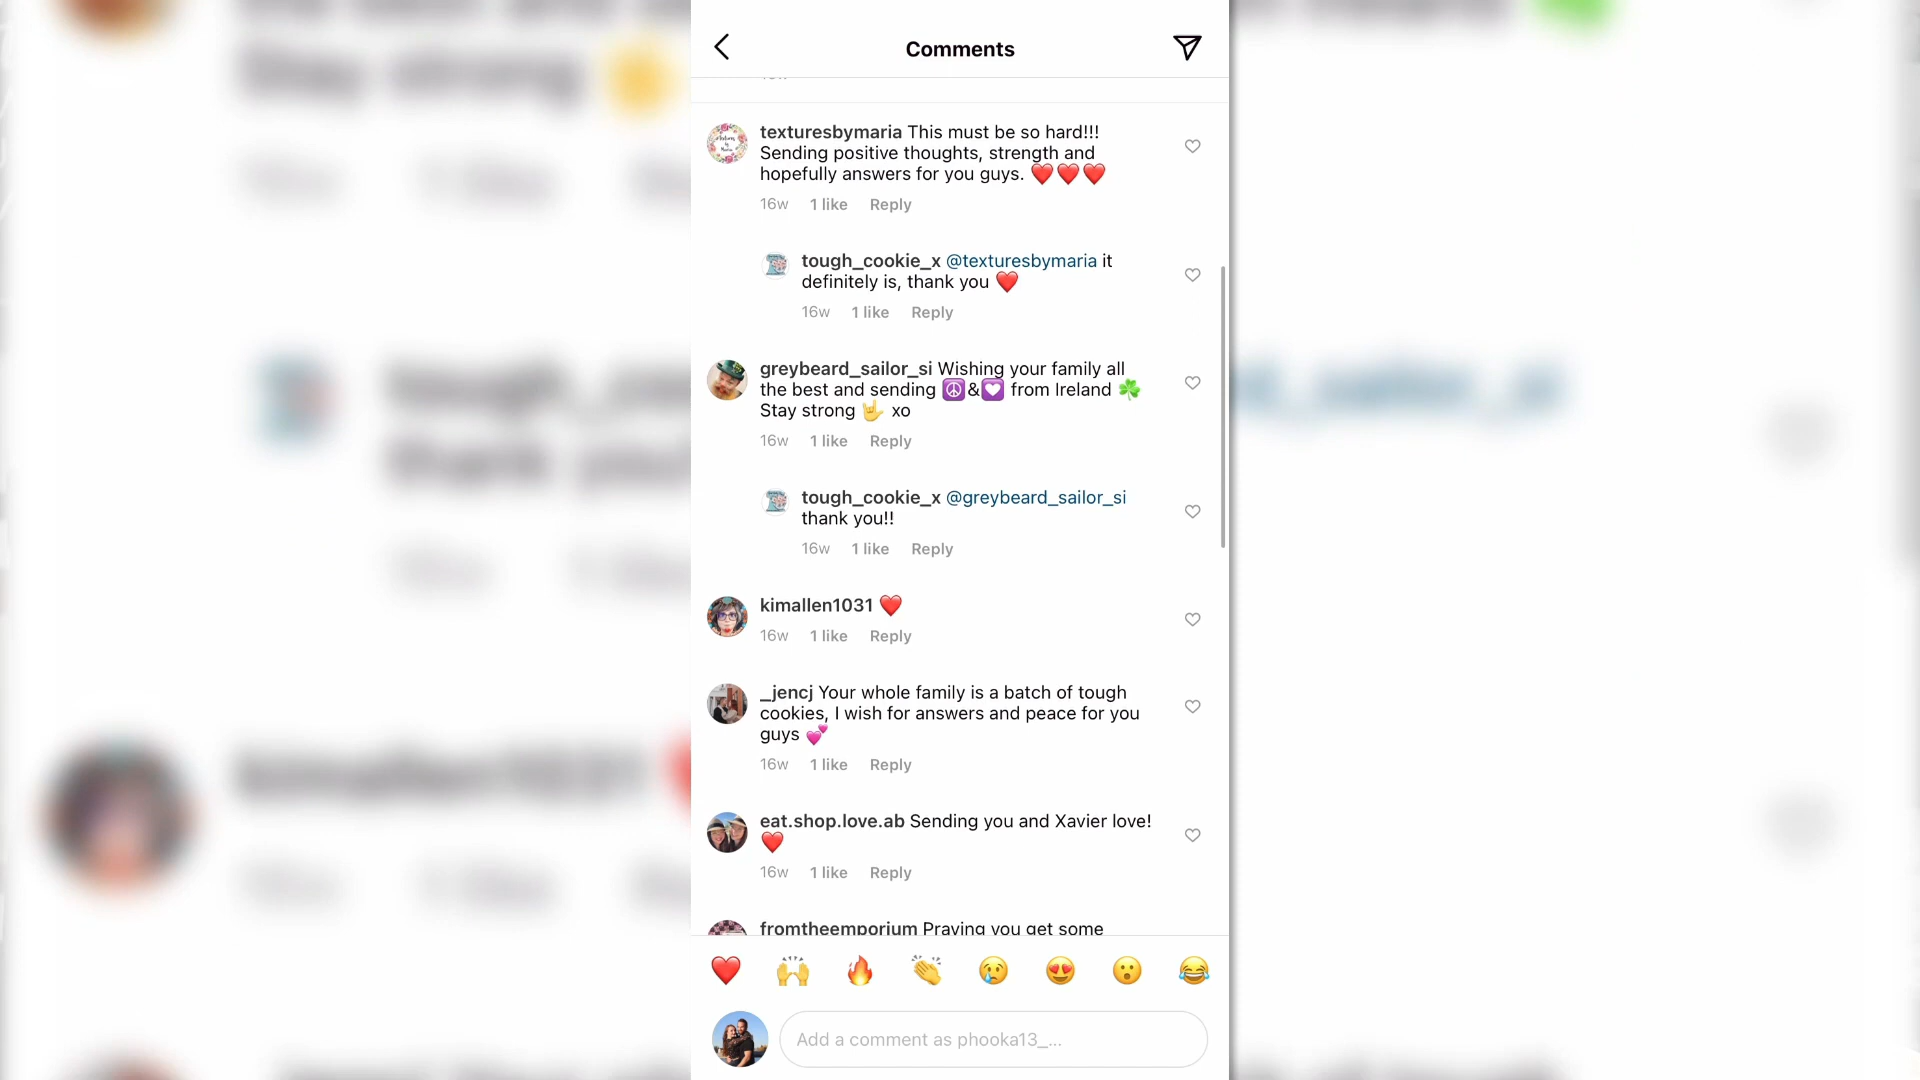 Comments
texturesbymaria This must be so hard!!!
Sending positive thoughts, strength and
hopefully answers for you guys. ❤️❤️❤️
16w 1 like Reply
tough_cookie_x @texturesbymaria it
definitely is, thank you ❤️
16w 1 like Reply
greybeard_sailor_si Wishing your family all
the best and sending ☮️&💟 from Ireland ☘️
Stay strong 🤟 xo
16w 1 like Reply
tough_cookie_x @greybeard_sailor_si
thank you!!
16w 1 like Reply
kimallen1031 ❤️
16w 1 like Reply
_jencj Your whole family is a batch of tough
cookies, I wish for answers and peace for you
guys 💕
16w 1 like Reply
eat.shop.love.ab Sending you and Xavier love!
❤️
16w 1 like Reply
fromtheemporium Praying you get some
Add a comment as phooka13_...